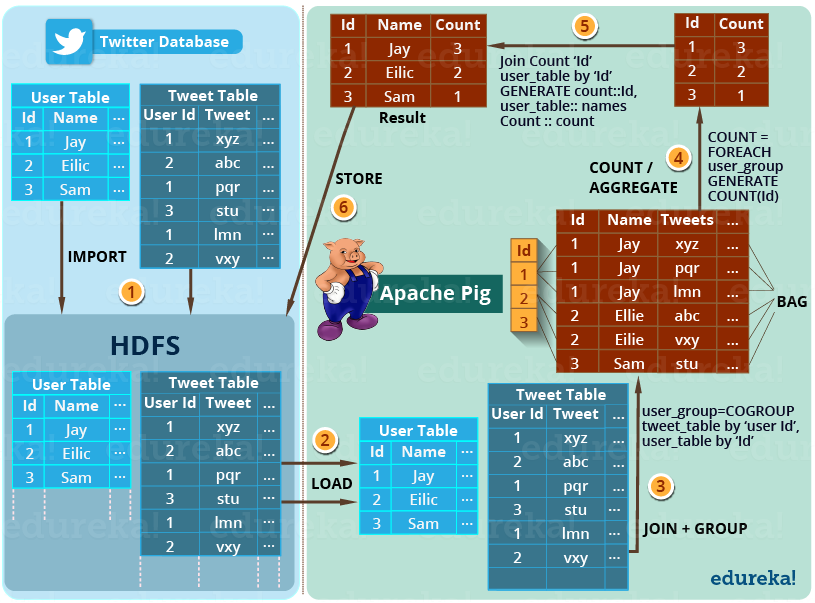 Twitter Database
User Table
Id Name ...
1 Jay ...
2 Eilic ...
3 Sam ...
Tweet Table
User Id Tweet ...
1 xyz ...
2 abc ...
1 pqr ...
3 stu ...
1 lmn ...
2 vxy ...
IMPORT
1
HDFS
User Table
Id Name ...
1 Jay ...
2 Eilic ...
3 Sam ...
Tweet Table
User Id Tweet ...
1 xyz ...
2 abc ...
1 pqr ...
3 stu ...
1 lmn ...
2 vxy ...
2
LOAD
User Table
Id Name ...
1 Jay ...
2 Eilic ...
3 Sam ...
Tweet Table
User Id Tweet ...
1 xyz ...
2 abc ...
1 pqr ...
3 stu ...
1 lmn ...
2 vxy ...
3
JOIN + GROUP
user_group=COGROUP
tweet_table by ‘user Id’,
user_table by ‘Id’
Id
1
2
3
Id Name Tweets ...
1 Jay xyz ...
1 Jay pqr ...
1 Jay lmn ...
2 Ellie abc ...
2 Eilie vxy ...
3 Sam stu ...
BAG
COUNT /
AGGREGATE
4
COUNT =
FOREACH
user_group
GENERATE
COUNT(Id)
Id Count
1 3
2 2
3 1
5
Join Count ‘Id’
user_table by ‘Id’
GENERATE count::Id,
user_table:: names
Count :: count
Id Name Count
1 Jay 3
2 Eilic 2
3 Sam 1
Result
STORE
6
Apache Pig
edureka!